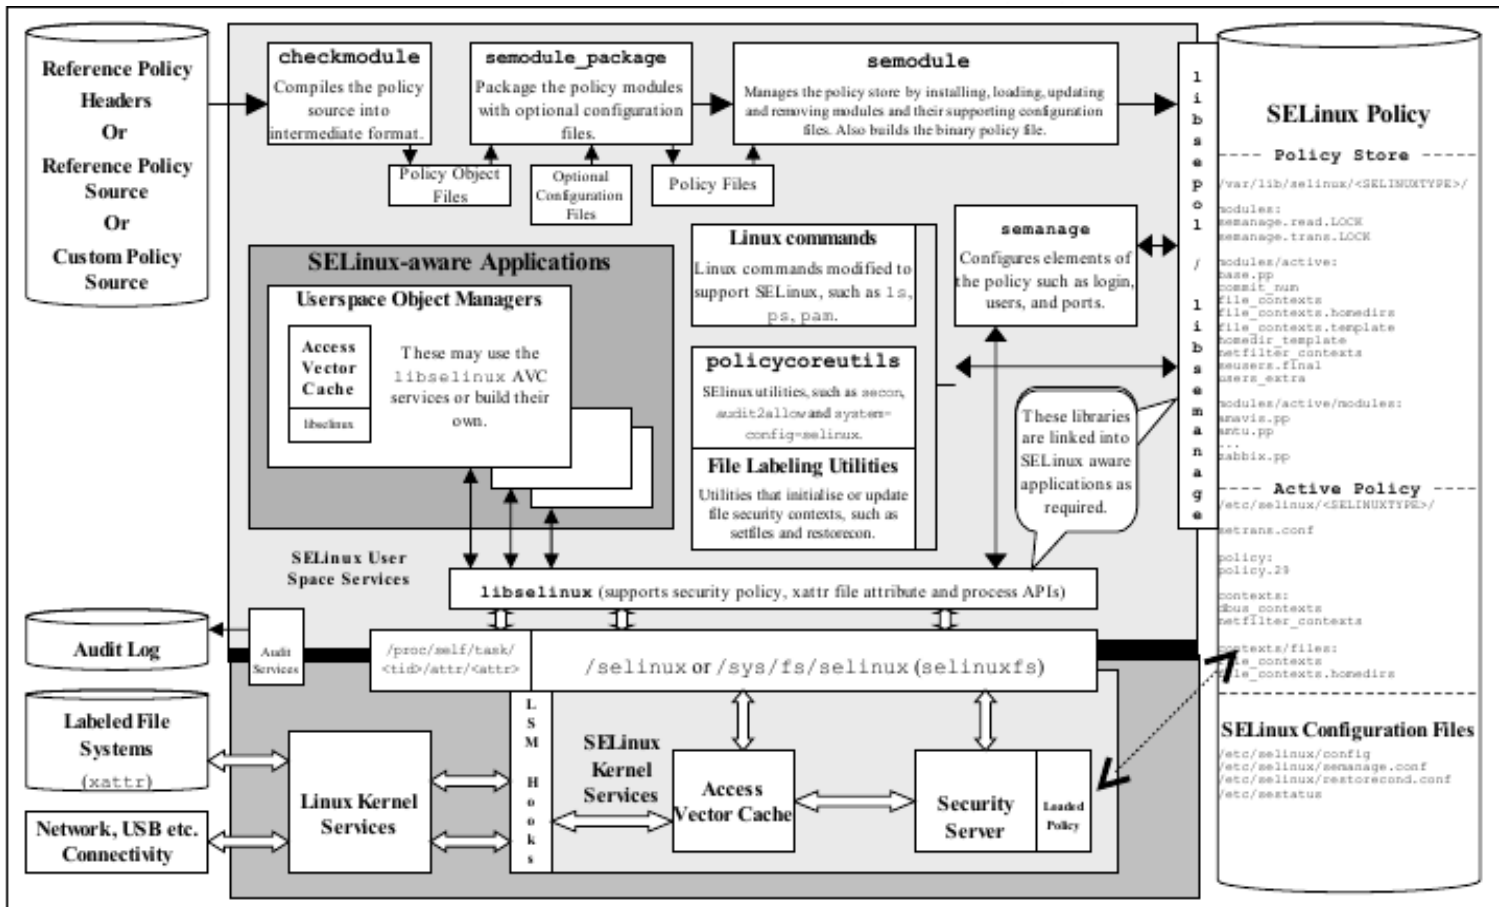 Reference Policy
Headers
Or
Reference Policy
Source
Or
Custom Policy
Source
checkmodule
Compiles the policy
source into
intermediate format.
semodule_package
Package the policy modules
with optional configuration
files.
semodule
Manages the policy store by installing, loading, updating
and removing modules and their supporting configuration
files. Also builds the binary policy file.
Policy Object
Files
Optional
Configuration
Files
Policy Files
SELinux-aware Applications
Userspace Object Managers
Access
Vector
Cache
libselinux
These may use the
libselinux AVC
services or build their
own.
Linux commands
Linux commands modified to
support SELinux, such as ls,
ps, pam.
policycoreutils
SElinux utilities, such as secon,
audit2allow and system-
config-selinux.
File Labeling Utilities
Utilities that initialise or update
file security contexts, such as
setfiles and restorecon.
semanage
Configures elements of
the policy such as login,
users, and ports.
These libraries
are linked into
SELinux aware
applications as
required.
libsepol / libsemanage
SELinux User
Space Services
libselinux (supports security policy, xattr file attribute and process APIs)
Audit Log
Audit
Services
/proc/self/task/
<tid>/attr/<attr>
/selinux or /sys/fs/selinux (selinuxfs)
Labeled File
Systems
(xattr)
Network, USB etc.
Connectivity
Linux Kernel
Services
LSM Hooks
SELinux
Kernel
Services
Access
Vector Cache
Security
Server
Loaded
Policy
SELinux Policy
Policy Store
/var/lib/selinux/<SELINUXTYPE>/
modules:
semanage.read.LOCK
semanage.trans.LOCK
modules/active:
base.pp
commit_num
file_contexts
file_contexts.homedirs
file_contexts.template
homedir_template
netfilter_contexts
seusers.final
users_extra
modules/active/modules:
amavis.pp
amtu.pp
...
zabbix.pp
Active Policy
/etc/selinux/<SELINUXTYPE>/
setrans.conf
policy:
policy.29
contexts:
dbus_contexts
netfilter_contexts
contexts/files:
file_contexts
file_contexts.homedirs
SELinux Configuration Files
/etc/selinux/config
/etc/selinux/semanage.conf
/etc/selinux/restorecond.conf
/etc/sestatus